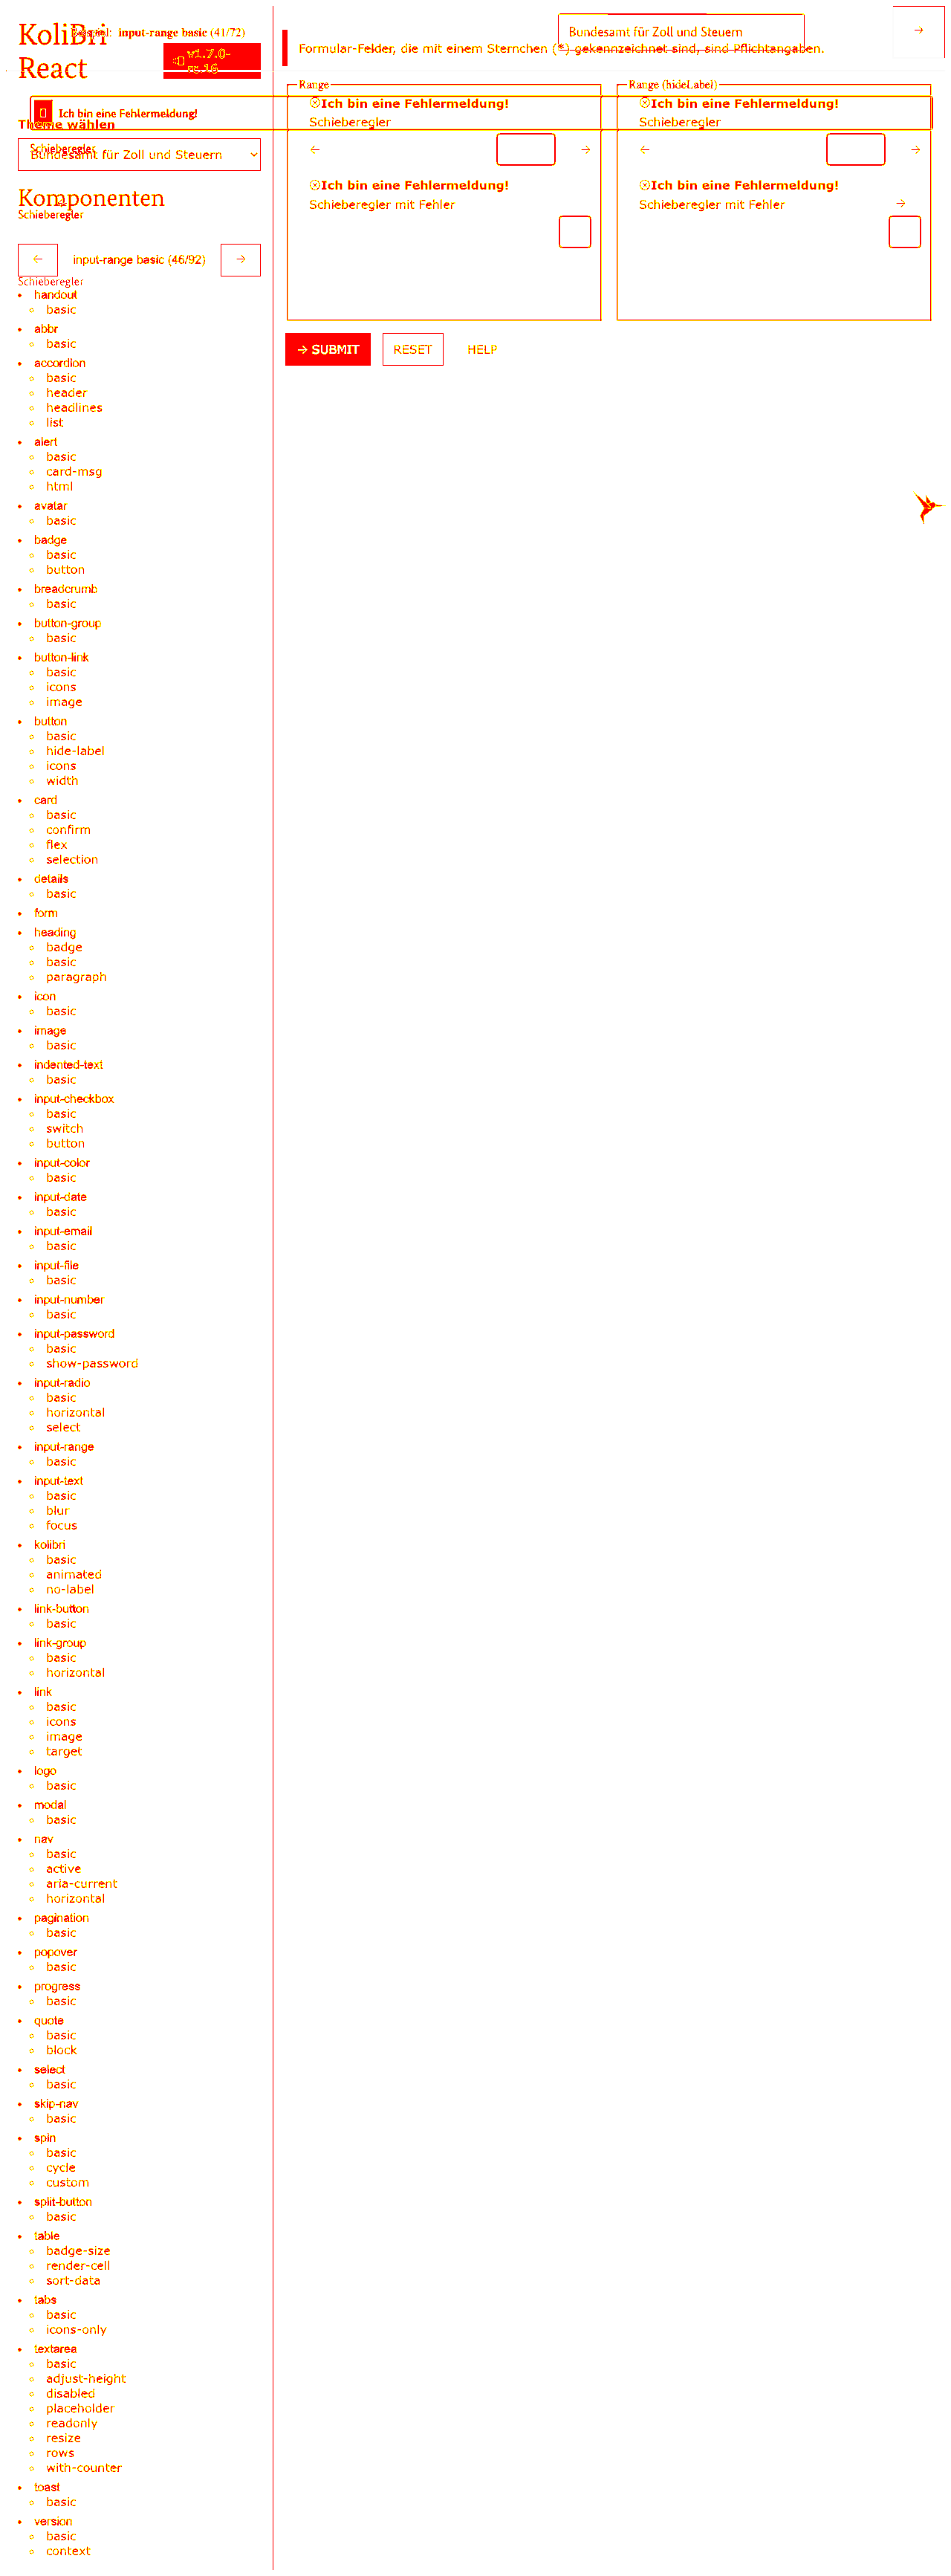 KoliBri
Beispiel: input-range basic (41/72)
React
v1.7.0-
rc.16
Bundesamt für Zoll und Steuern
→
Formular-Felder, die mit einem Sternchen (*) gekennzeichnet sind, sind Pflichtangaben.
Ich bin eine Fehlermeldung!
Theme wählen
Schieberegler
Bundesamt für Zoll und Steuern
Komponenten
Schieberegler
← input-range basic (46/92) →
Schieberegler
handout
basic
abbr
basic
accordion
basic
header
headlines
list
alert
basic
card-msg
html
avatar
basic
badge
basic
button
breadcrumb
basic
button-group
basic
button-link
basic
icons
image
button
basic
hide-label
icons
width
card
basic
confirm
flex
selection
details
basic
form
heading
badge
basic
paragraph
icon
basic
image
basic
indented-text
basic
input-checkbox
basic
switch
button
input-color
basic
input-date
basic
input-email
basic
input-file
basic
input-number
basic
input-password
basic
show-password
input-radio
basic
horizontal
select
input-range
basic
input-text
basic
blur
focus
kolibri
basic
animated
no-label
link-button
basic
link-group
basic
horizontal
link
basic
icons
image
target
logo
basic
modal
basic
nav
basic
active
aria-current
horizontal
pagination
basic
popover
basic
progress
basic
quote
basic
block
select
basic
skip-nav
basic
spin
basic
cycle
custom
split-button
basic
table
badge-size
render-cell
sort-data
tabs
basic
icons-only
textarea
basic
adjust-height
disabled
placeholder
readonly
resize
rows
with-counter
toast
basic
version
basic
context
Range
Ich bin eine Fehlermeldung!
Schieberegler
← →
Ich bin eine Fehlermeldung!
Schieberegler mit Fehler
Range (hideLabel)
Ich bin eine Fehlermeldung!
Schieberegler
← →
Ich bin eine Fehlermeldung!
Schieberegler mit Fehler →
→ SUBMIT RESET HELP